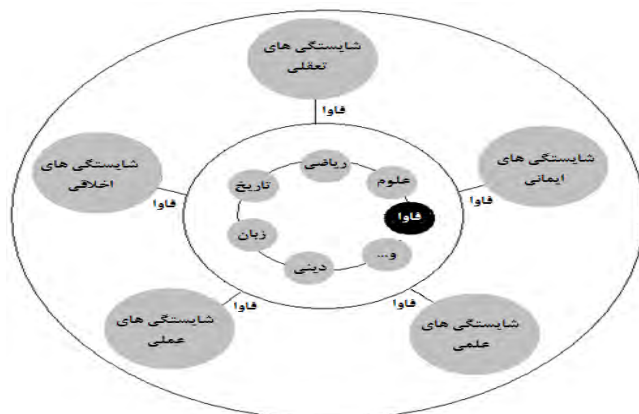 شایستگی های
تعقلی
فاوا
شایستگی های
ایمانی
فاوا
شایستگی های
اخلاقی
فاوا
ریاضی
علوم
تاریخ
فاوا
زبان
و...
دینی
فاوا
شایستگی های
علمی
فاوا
شایستگی های
عملی